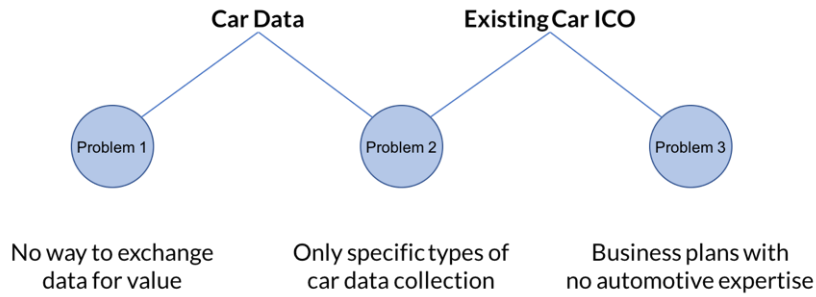 Car Data
Existing Car ICO
Problem 1
Problem 2
Problem 3
No way to exchange
data for value
Only specific types of
car data collection
Business plans with
no automotive expertise